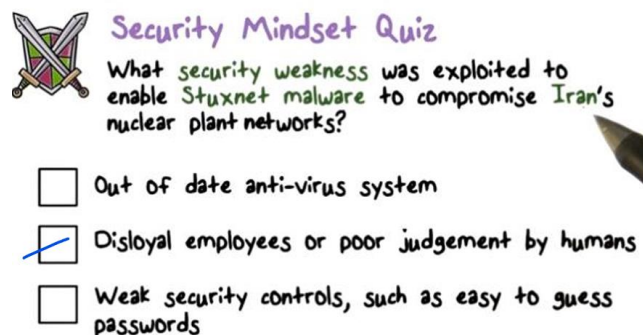 Security Mindset Quiz
What security weakness was exploited to
enable Stuxnet malware to compromise Iran's
nuclear plant networks?
Out of date anti-virus system
Disloyal employees or poor judgement by humans
Weak security controls, such as easy to guess
passwords